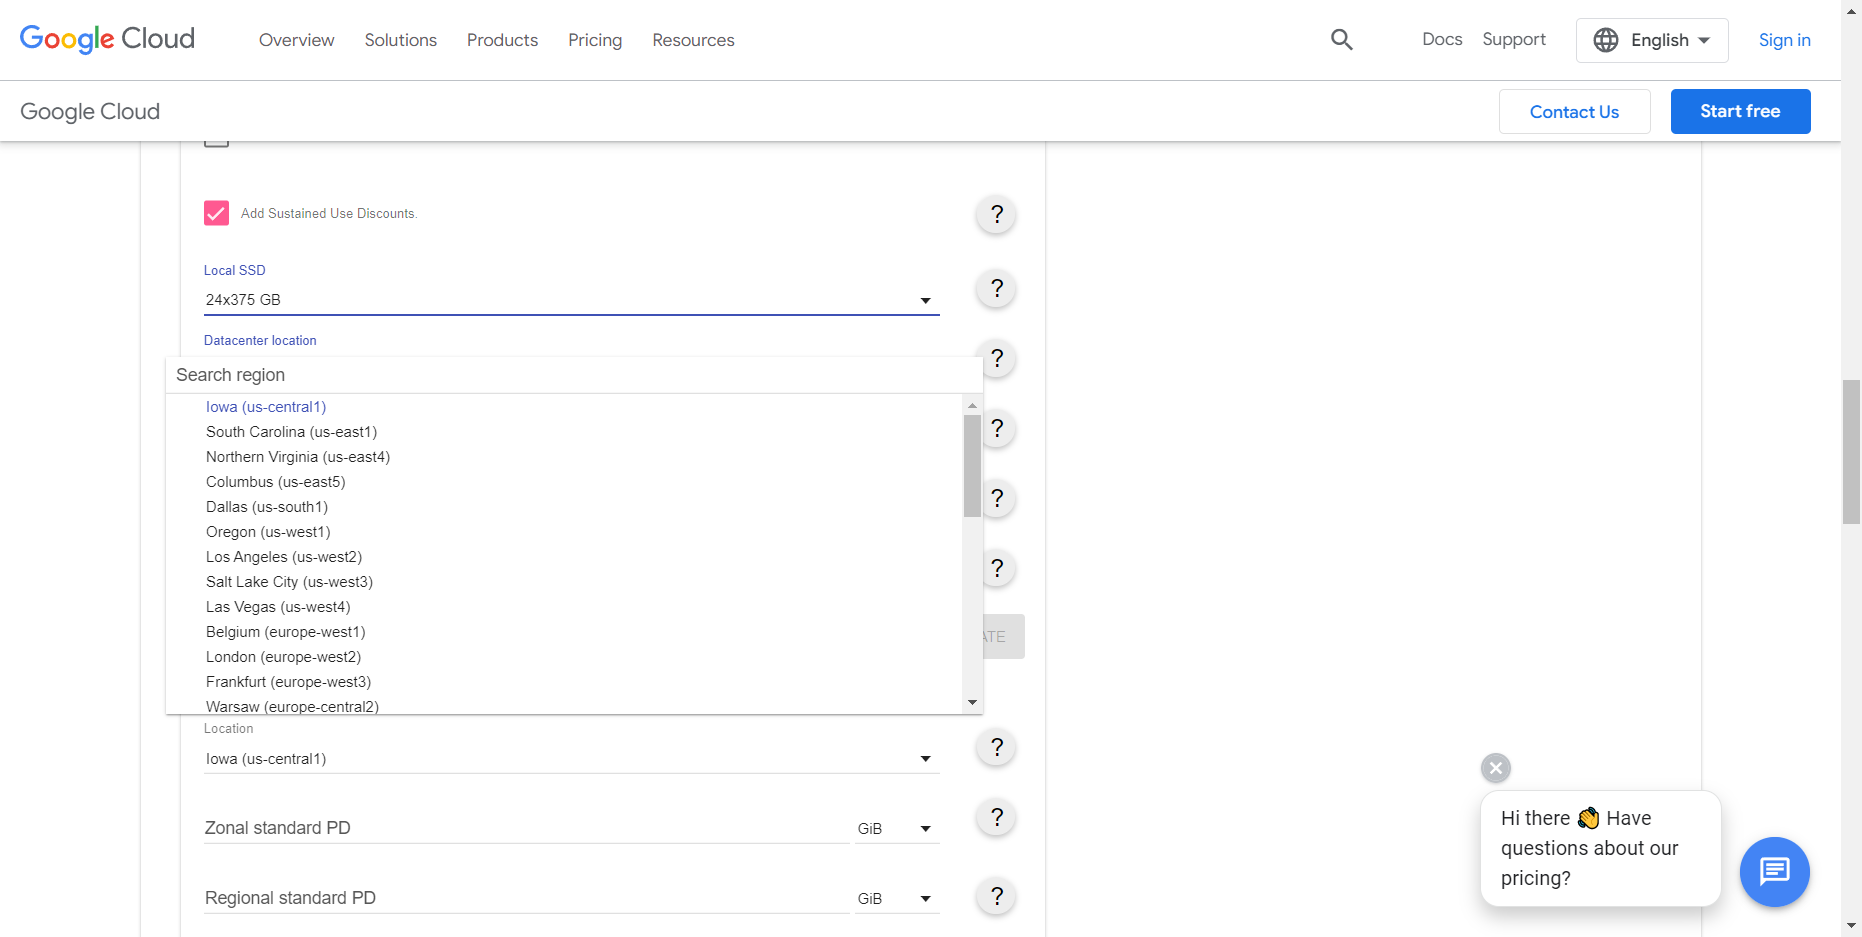 Google Cloud
Overview
Solutions
Products
Pricing
Resources
Docs
Support
English
Sign in
Google Cloud
Contact Us
Start free
Add Sustained Use Discounts.
?
Local SSD
24x375 GB
?
Datacenter location
?
Search region
Iowa (us-central1)
South Carolina (us-east1)
?
Northern Virginia (us-east4)
Columbus (us-east5)
Dallas (us-south1)
?
Oregon (us-west1)
Los Angeles (us-west2)
?
Salt Lake City (us-west3)
Las Vegas (us-west4)
Belgium (europe-west1)
ATE
London (europe-west2)
Frankfurt (europe-west3)
Warsaw (europe-central2)
Location
Iowa (us-central1)
?
Zonal standard PD
GiB
?
Regional standard PD
GiB
?
Hi there 👋 Have
questions about our
pricing?